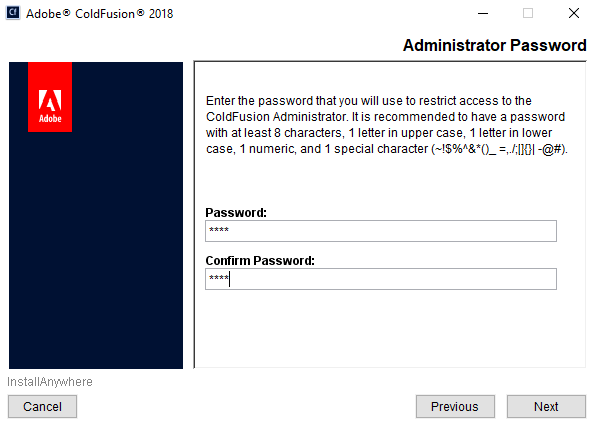 Adobe® ColdFusion® 2018
Administrator Password
Adobe
Enter the password that you will use to restrict access to the
ColdFusion Administrator. It is recommended to have a password
with at least 8 characters, 1 letter in upper case, 1 letter in lower
case, 1 numeric, and 1 special character (~!$%^&*()_ =,./;[]{}| -@#).
Password:
****
Confirm Password:
****
InstallAnywhere
Cancel
Previous
Next